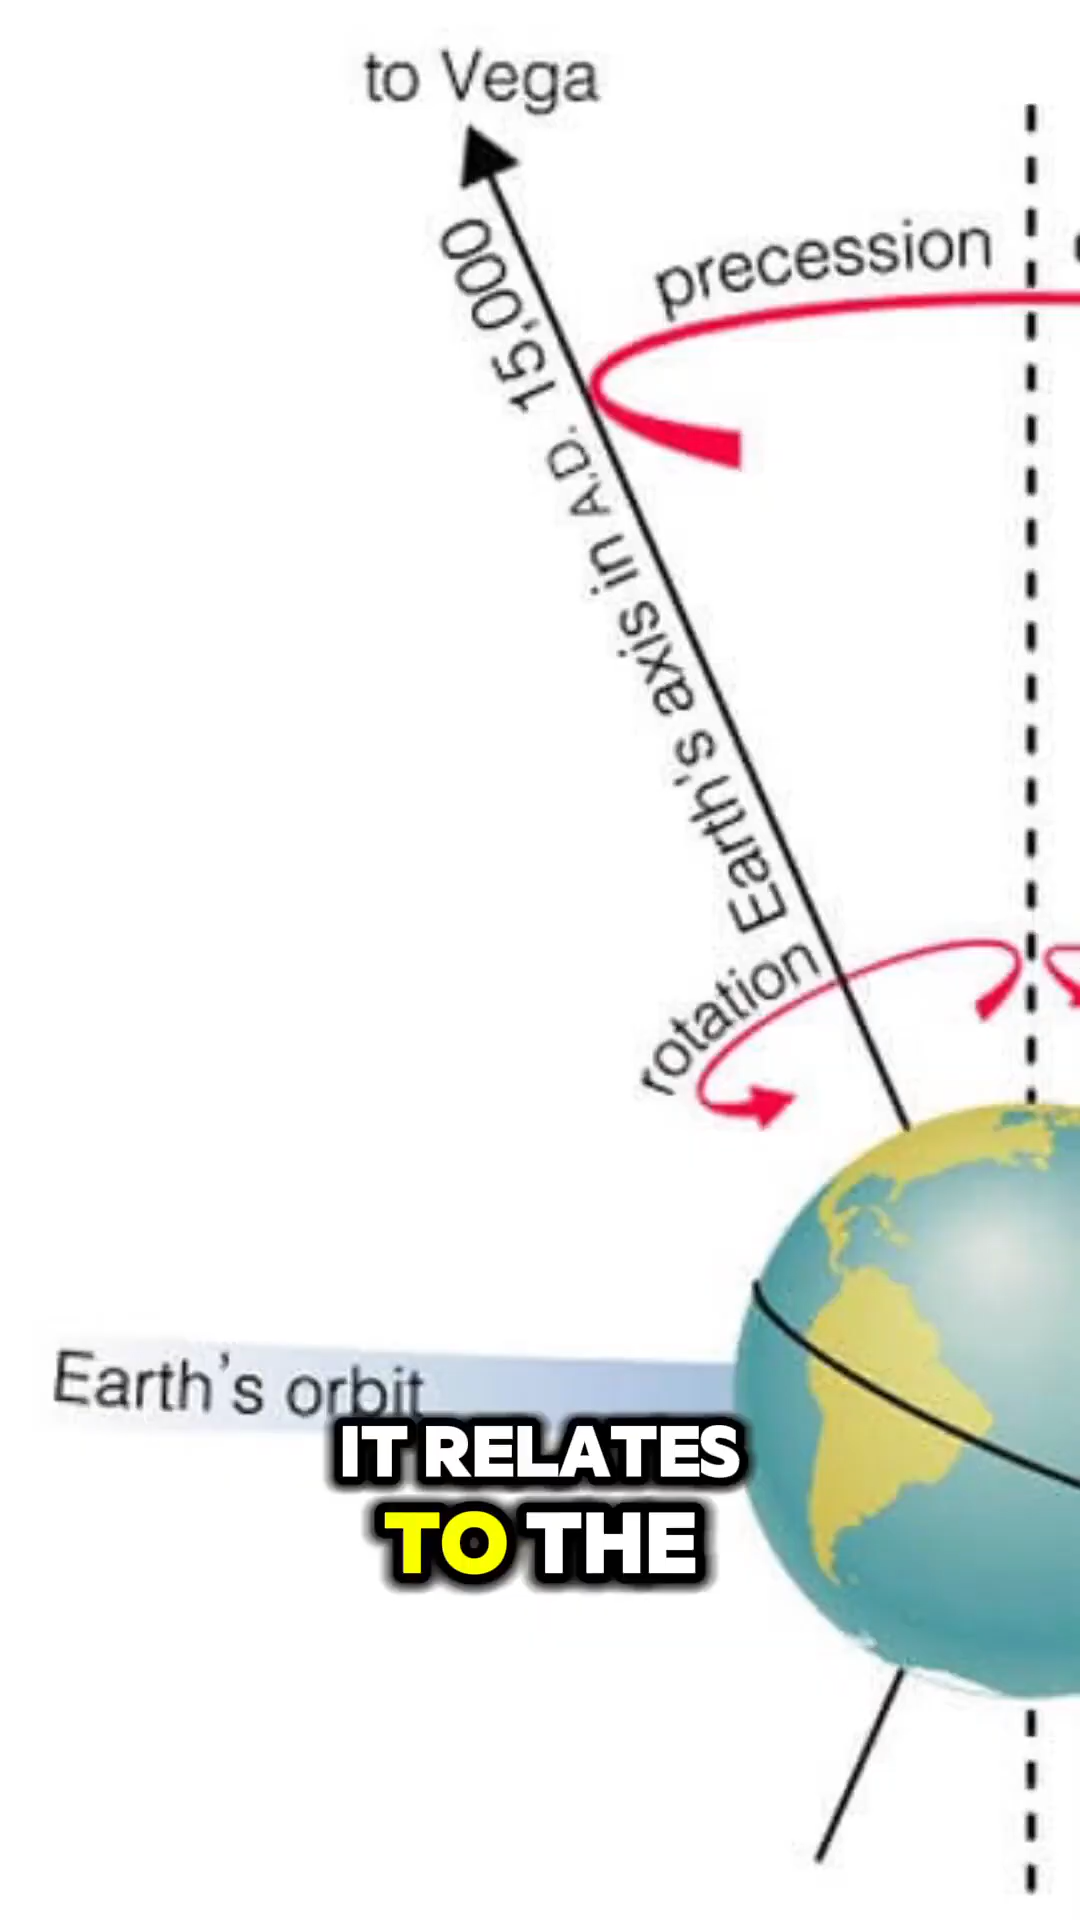 to Vega
precession
Earth's axis in A.D. 15,000
rotation
Earth's orbit
IT RELATES
TO THE